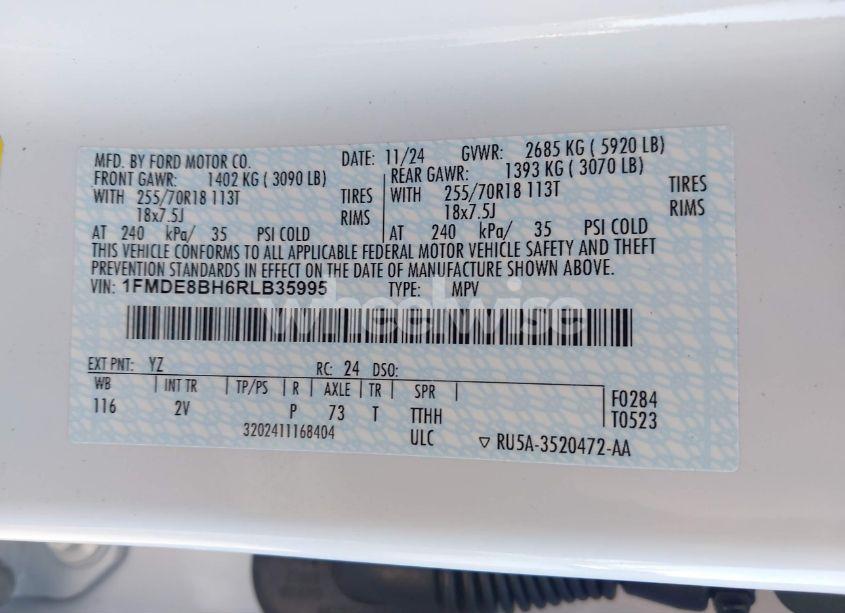 MFD. BY FORD MOTOR CO. DATE: 11/24 GVWR: 2685 KG ( 5920 LB)
FRONT GAWR: 1402 KG ( 3090 LB) REAR GAWR: 1393 KG ( 3070 LB)
WITH 255/70R18 113T TIRES WITH 255/70R18 113T TIRES
18x7.5J RIMS 18x7.5J RIMS
AT 240 kPa/ 35 PSI COLD AT 240 kPa/ 35 PSI COLD
THIS VEHICLE CONFORMS TO ALL APPLICABLE FEDERAL MOTOR VEHICLE SAFETY AND THEFT
PREVENTION STANDARDS IN EFFECT ON THE DATE OF MANUFACTURE SHOWN ABOVE.
VIN: 1FMDE8BH6RLB35995 TYPE: MPV
wheelwise
EXT PNT: YZ RC: 24 DSO:
WB INT TR TP/PS R AXLE TR SPR
116 2V P 73 T TTHH
F0284
T0523
3202411168404 ULC ▽ RU5A-3520472-AA